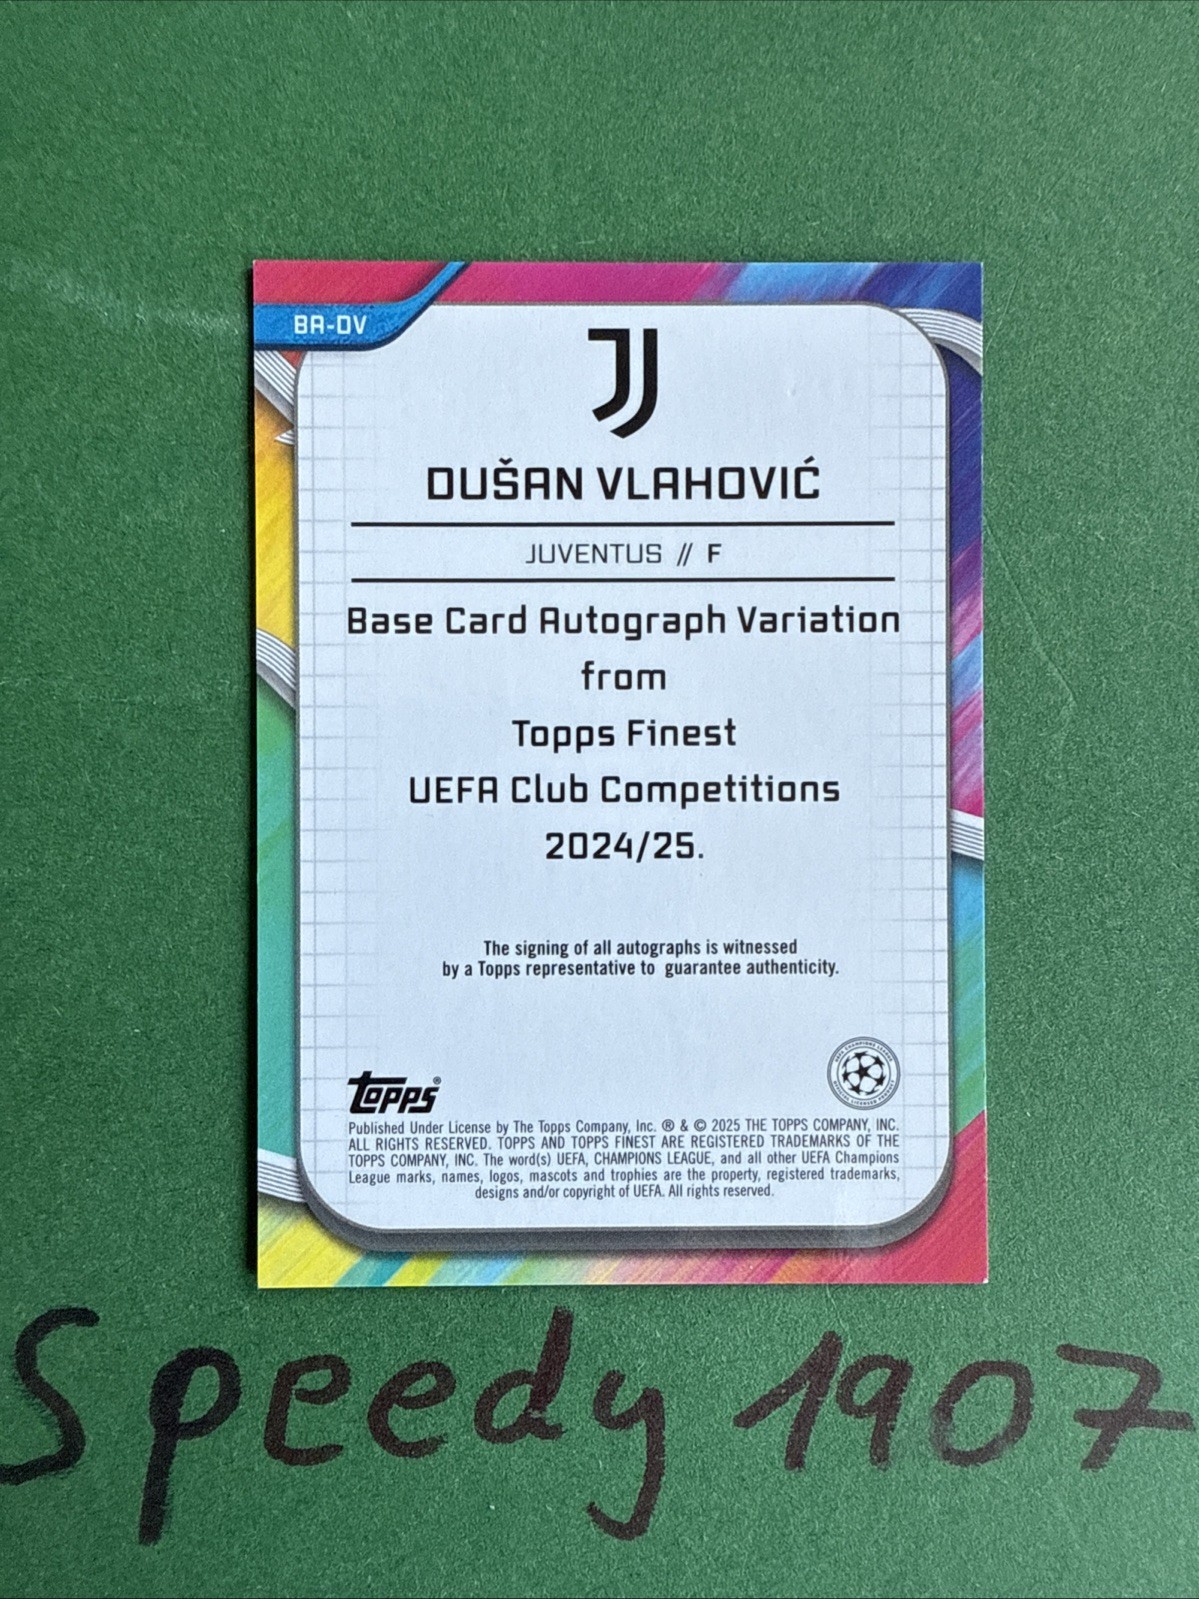 BA-DV
DUŠAN VLAHOVIĆ
JUVENTUS // F
Base Card Autograph Variation
from
Topps Finest
UEFA Club Competitions
2024/25.
The signing of all autographs is witnessed
by a Topps representative to guarantee authenticity.
topps®
Published Under License by The Topps Company, Inc. ® & © 2025 THE TOPPS COMPANY, INC.
ALL RIGHTS RESERVED. TOPPS AND TOPPS FINEST ARE REGISTERED TRADEMARKS OF THE
TOPPS COMPANY, INC. The word(s) UEFA, CHAMPIONS LEAGUE, and all other UEFA Champions
League marks, names, logos, mascots and trophies are the property, registered trademarks,
designs and/or copyright of UEFA. All rights reserved.
Speedy 1907